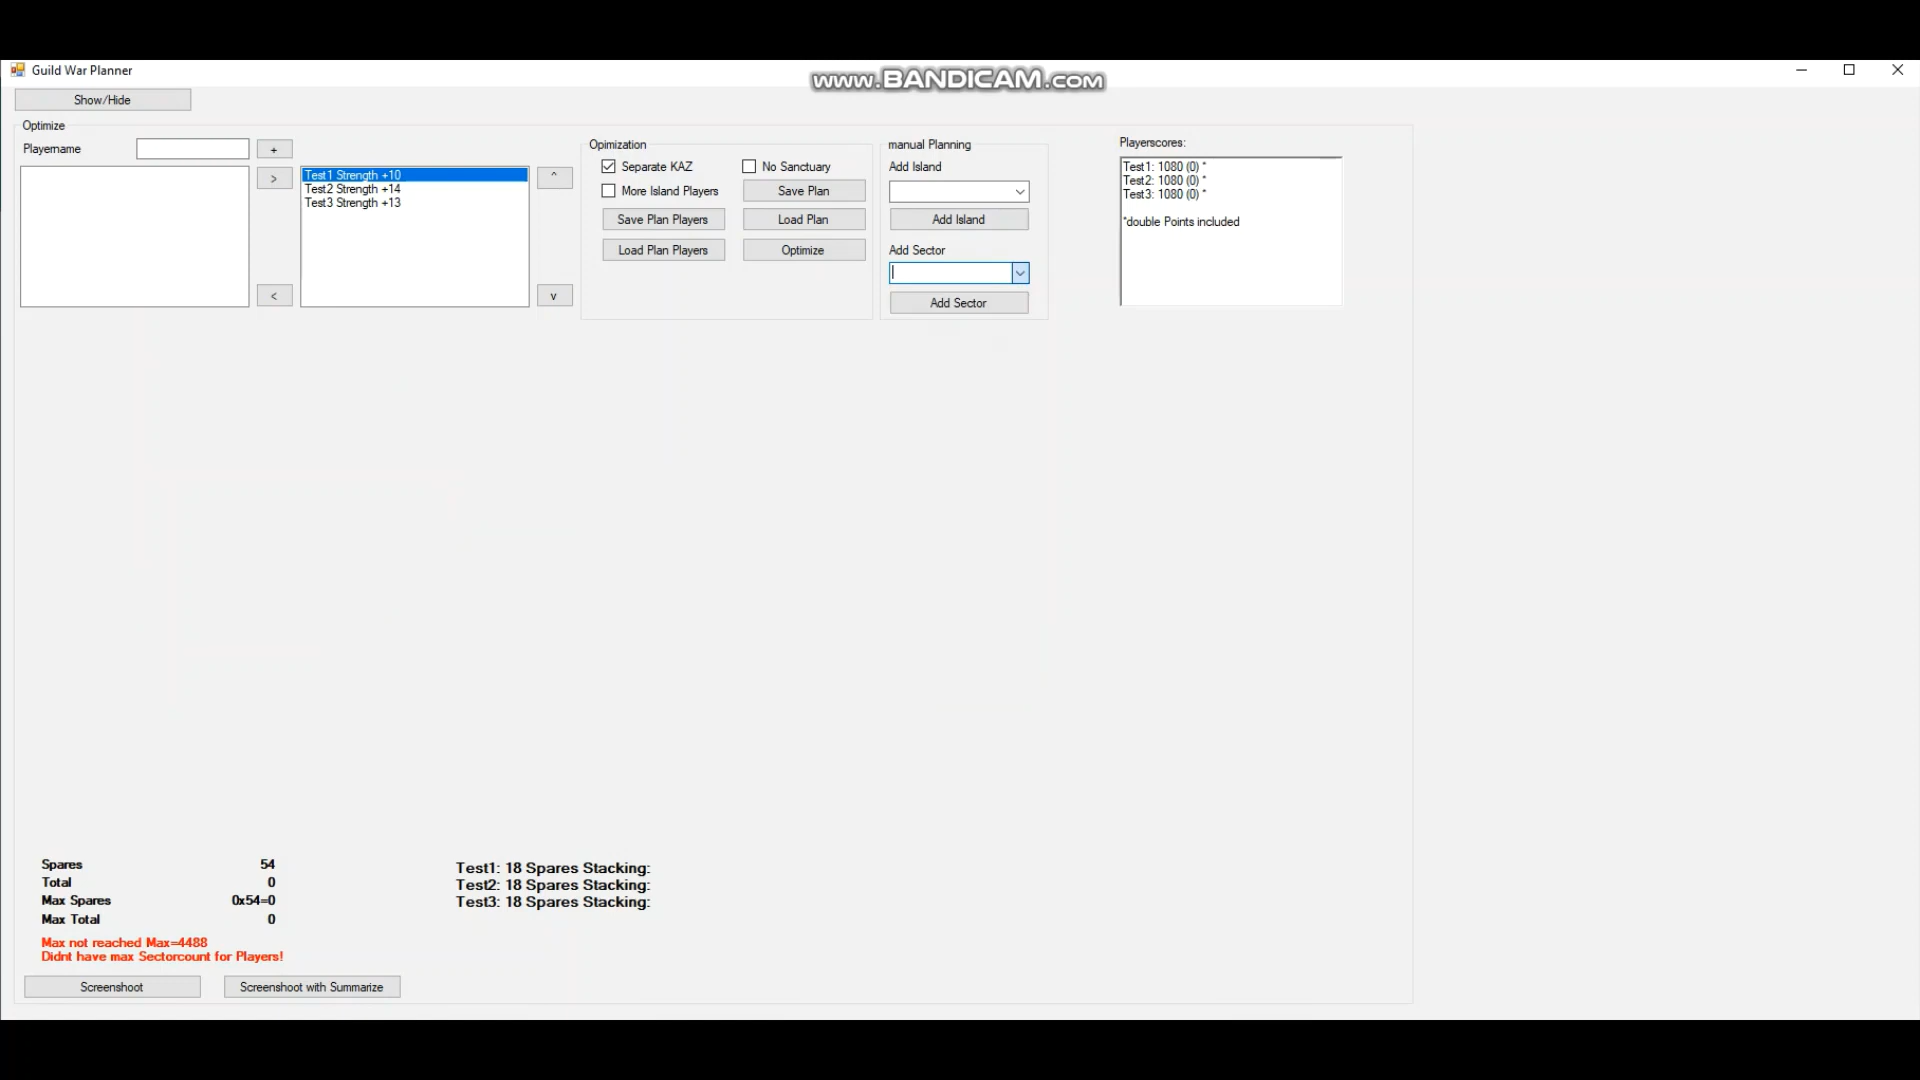 Guild War Planner
www.BANDICAM.com
Show/Hide
Optimize
Playername
+
>
<
Test1 Strength +10
Test2 Strength +14
Test3 Strength +13
^
v
Opimization
Separate KAZ
No Sanctuary
More Island Players
Save Plan
Save Plan Players
Load Plan
Load Plan Players
Optimize
manual Planning
Add Island
Add Island
Add Sector
Add Sector
Playerscores:
Test1: 1080 (0) *
Test2: 1080 (0) *
Test3: 1080 (0) *
*double Points included
Spares 54
Total 0
Max Spares 0x54=0
Max Total 0
Max not reached Max=4488
Didnt have max Sectorcount for Players!
Test1: 18 Spares Stacking:
Test2: 18 Spares Stacking:
Test3: 18 Spares Stacking:
Screenshoot
Screenshoot with Summarize